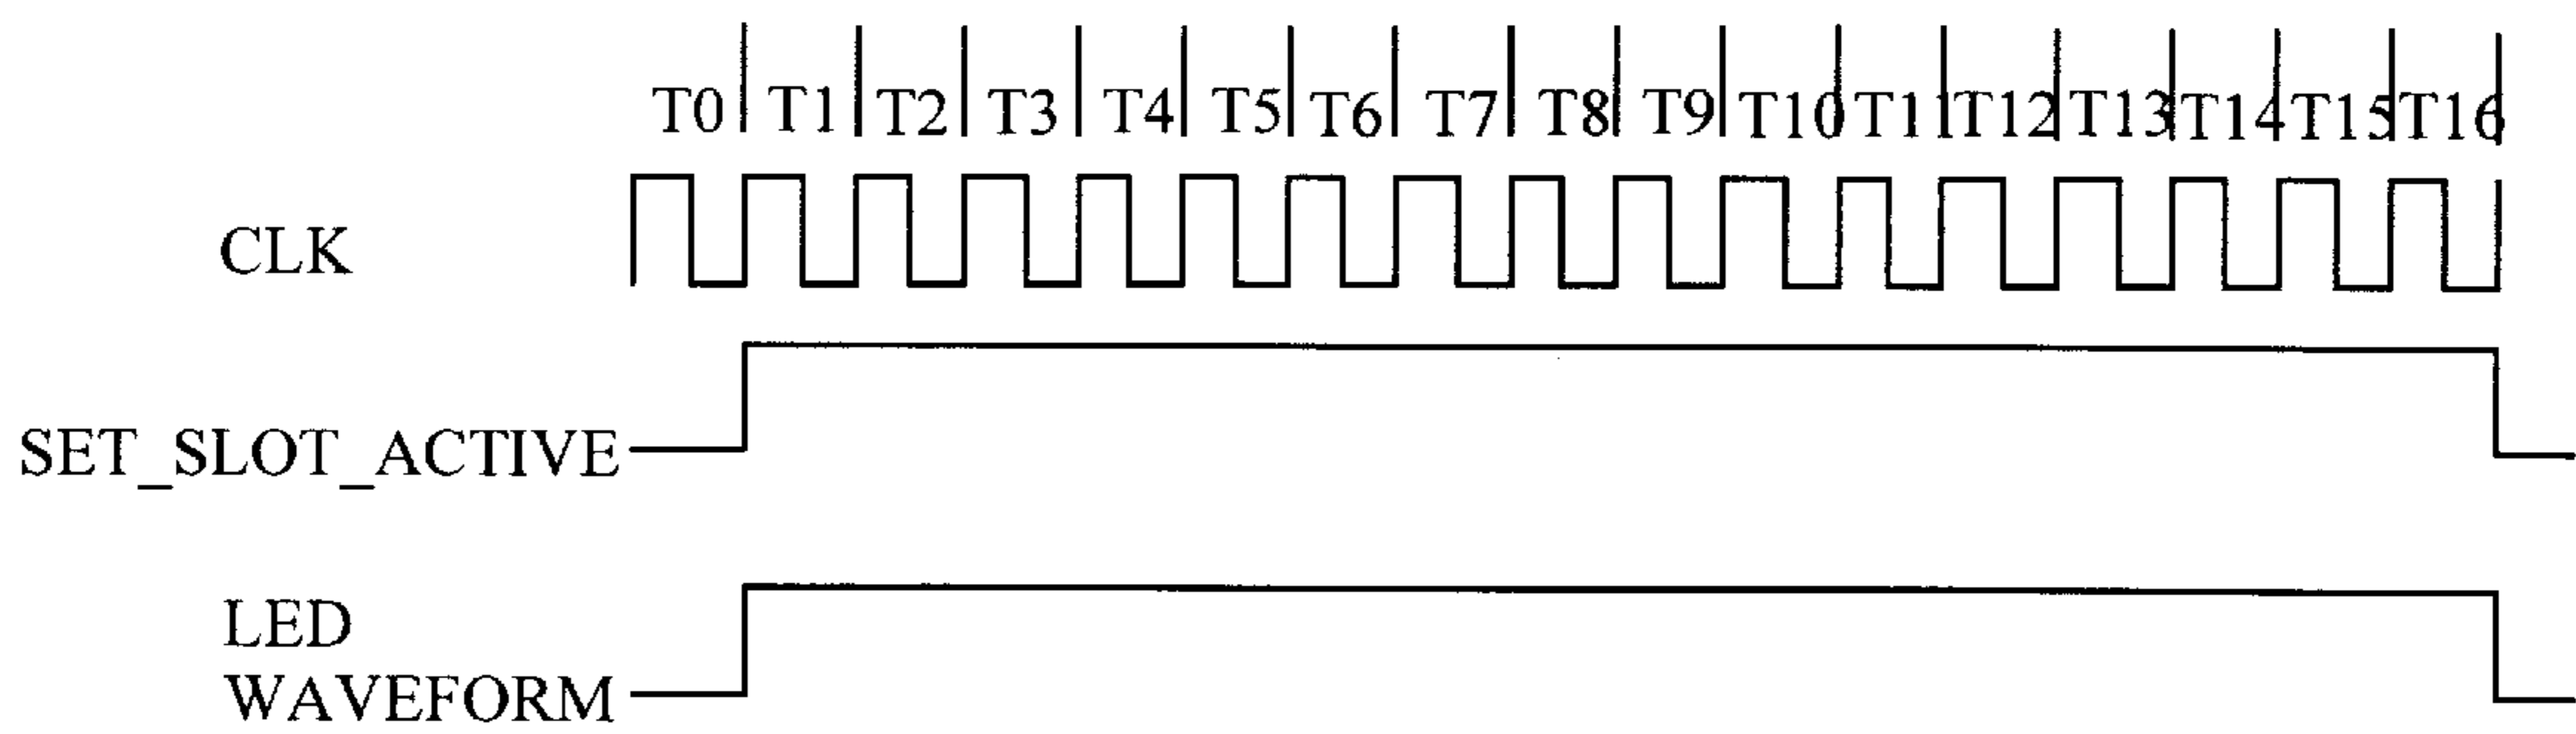 T0 T1 T2 T3 T4 T5 T6 T7 T8 T9 T10 T11 T12 T13 T14 T15 T16
CLK
SET_SLOT_ACTIVE
LED
WAVEFORM